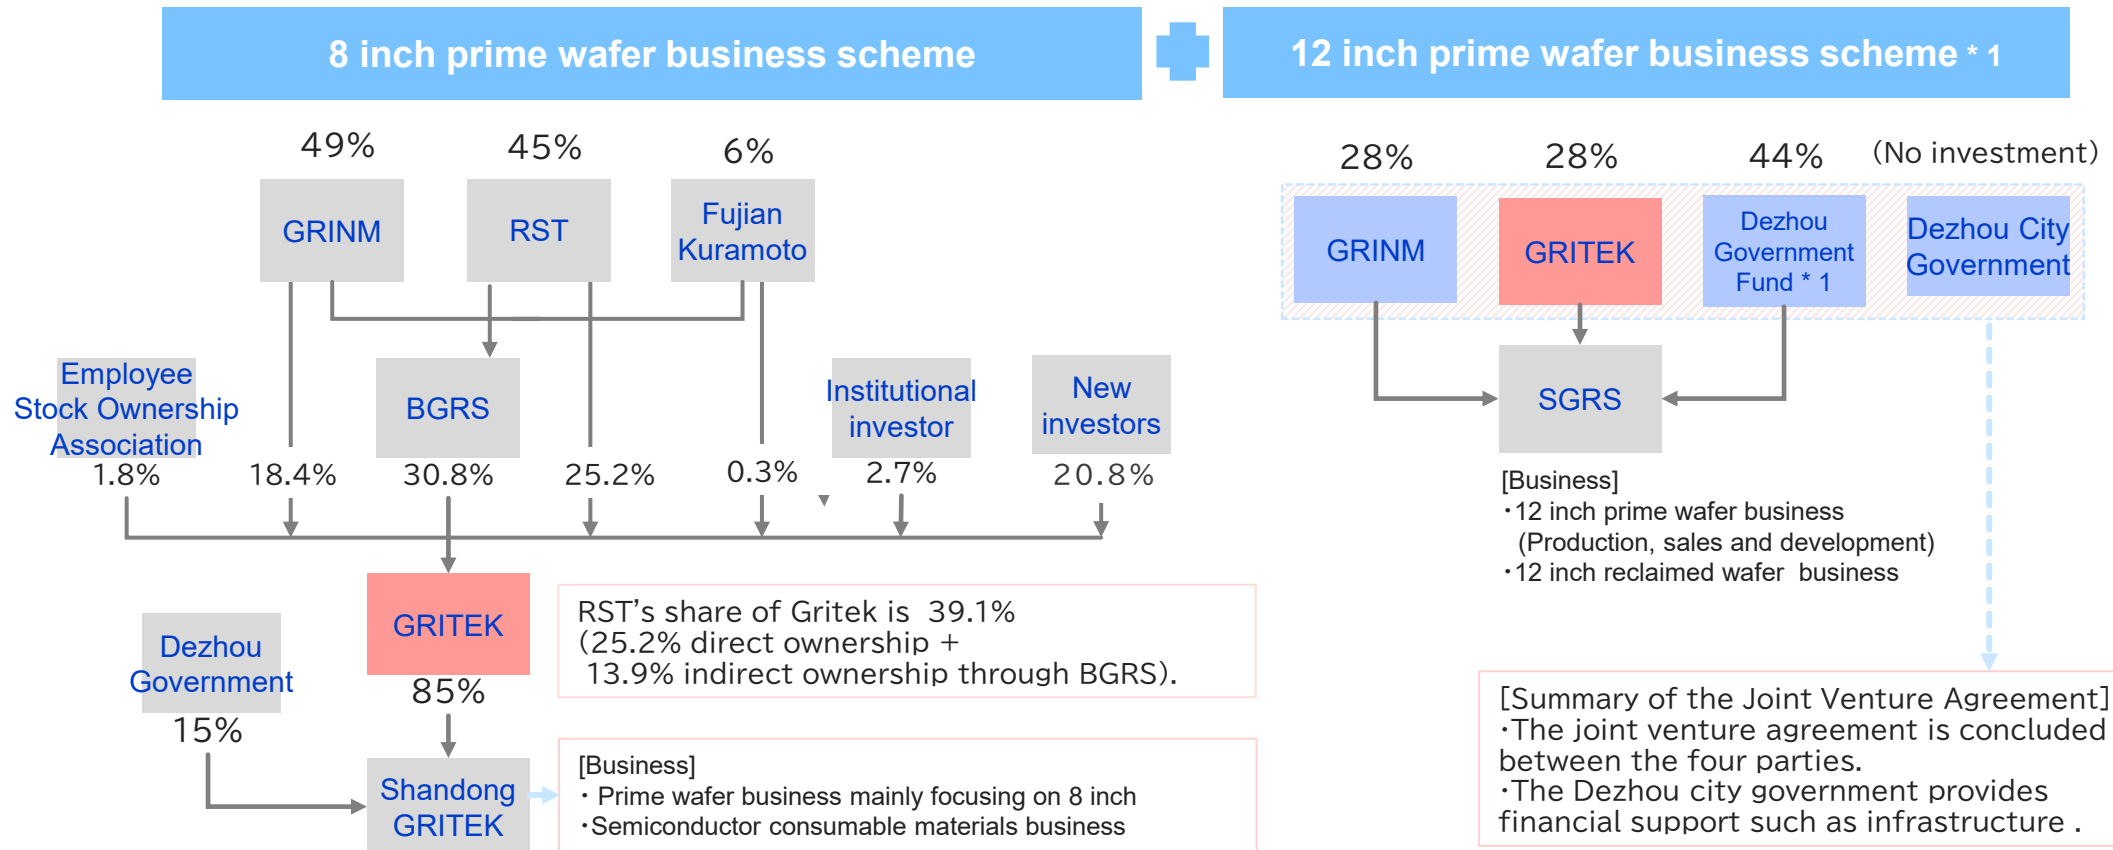 8 inch prime wafer business scheme
12 inch prime wafer business scheme * 1
49%
45%
6%
GRINM
RST
Fujian
Kuramoto
Employee
Stock Ownership
Association
BGRS
Institutional
investor
New
investors
1.8%
18.4%
30.8%
25.2%
0.3%
2.7%
20.8%
GRITEK
RST's share of Gritek is 39.1%
(25.2% direct ownership +
13.9% indirect ownership through BGRS).
Dezhou
Government
85%
15%
Shandong
GRITEK
[Business]
・ Prime wafer business mainly focusing on 8 inch
・Semiconductor consumable materials business
28%
28%
44%
(No investment)
GRINM
GRITEK
Dezhou
Government
Fund * 1
Dezhou City
Government
SGRS
[Business]
・12 inch prime wafer business
(Production, sales and development)
・12 inch reclaimed wafer business
[Summary of the Joint Venture Agreement]
・The joint venture agreement is concluded
between the four parties.
・The Dezhou city government provides
financial support such as infrastructure .